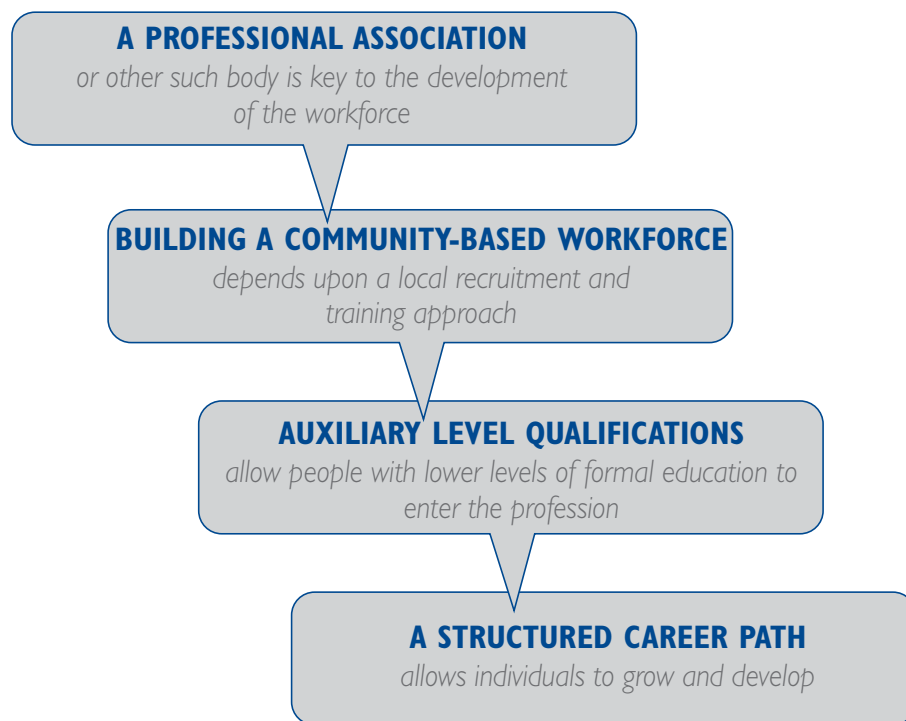 A PROFESSIONAL ASSOCIATION
or other such body is key to the development
of the workforce
BUILDING A COMMUNITY-BASED WORKFORCE
depends upon a local recruitment and
training approach
AUXILIARY LEVEL QUALIFICATIONS
allow people with lower levels of formal education to
enter the profession
A STRUCTURED CAREER PATH
allows individuals to grow and develop